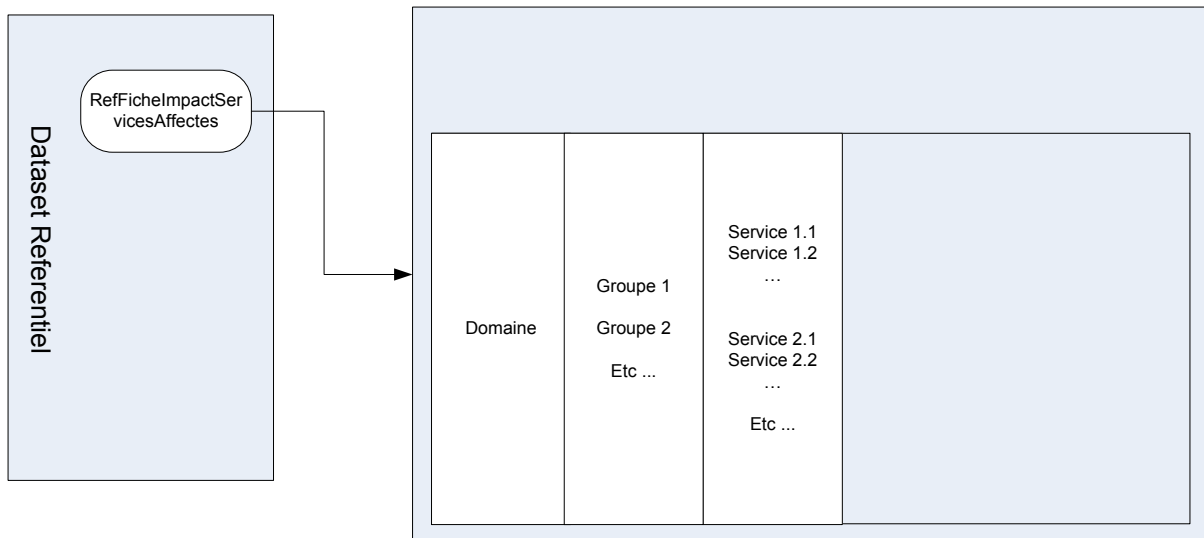 Dataset Referentiel
RefFicheImpactSer
vicesAffectes
Domaine
Groupe 1
Groupe 2
Etc ...
Service 1.1
Service 1.2
…
Service 2.1
Service 2.2
…
Etc ...